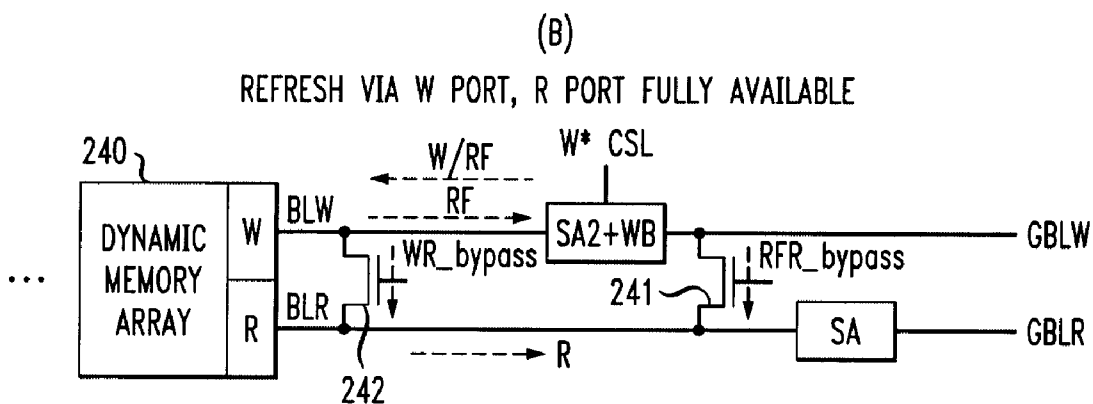 (B)
REFRESH VIA W PORT, R PORT FULLY AVAILABLE
240
W/RF
W* CSL
DYNAMIC
MEMORY
ARRAY
W
BLW
RF
SA2+WB
GBLW
WR_bypass
RFR_bypass
...
241
R
BLR
SA
GBLR
R
242